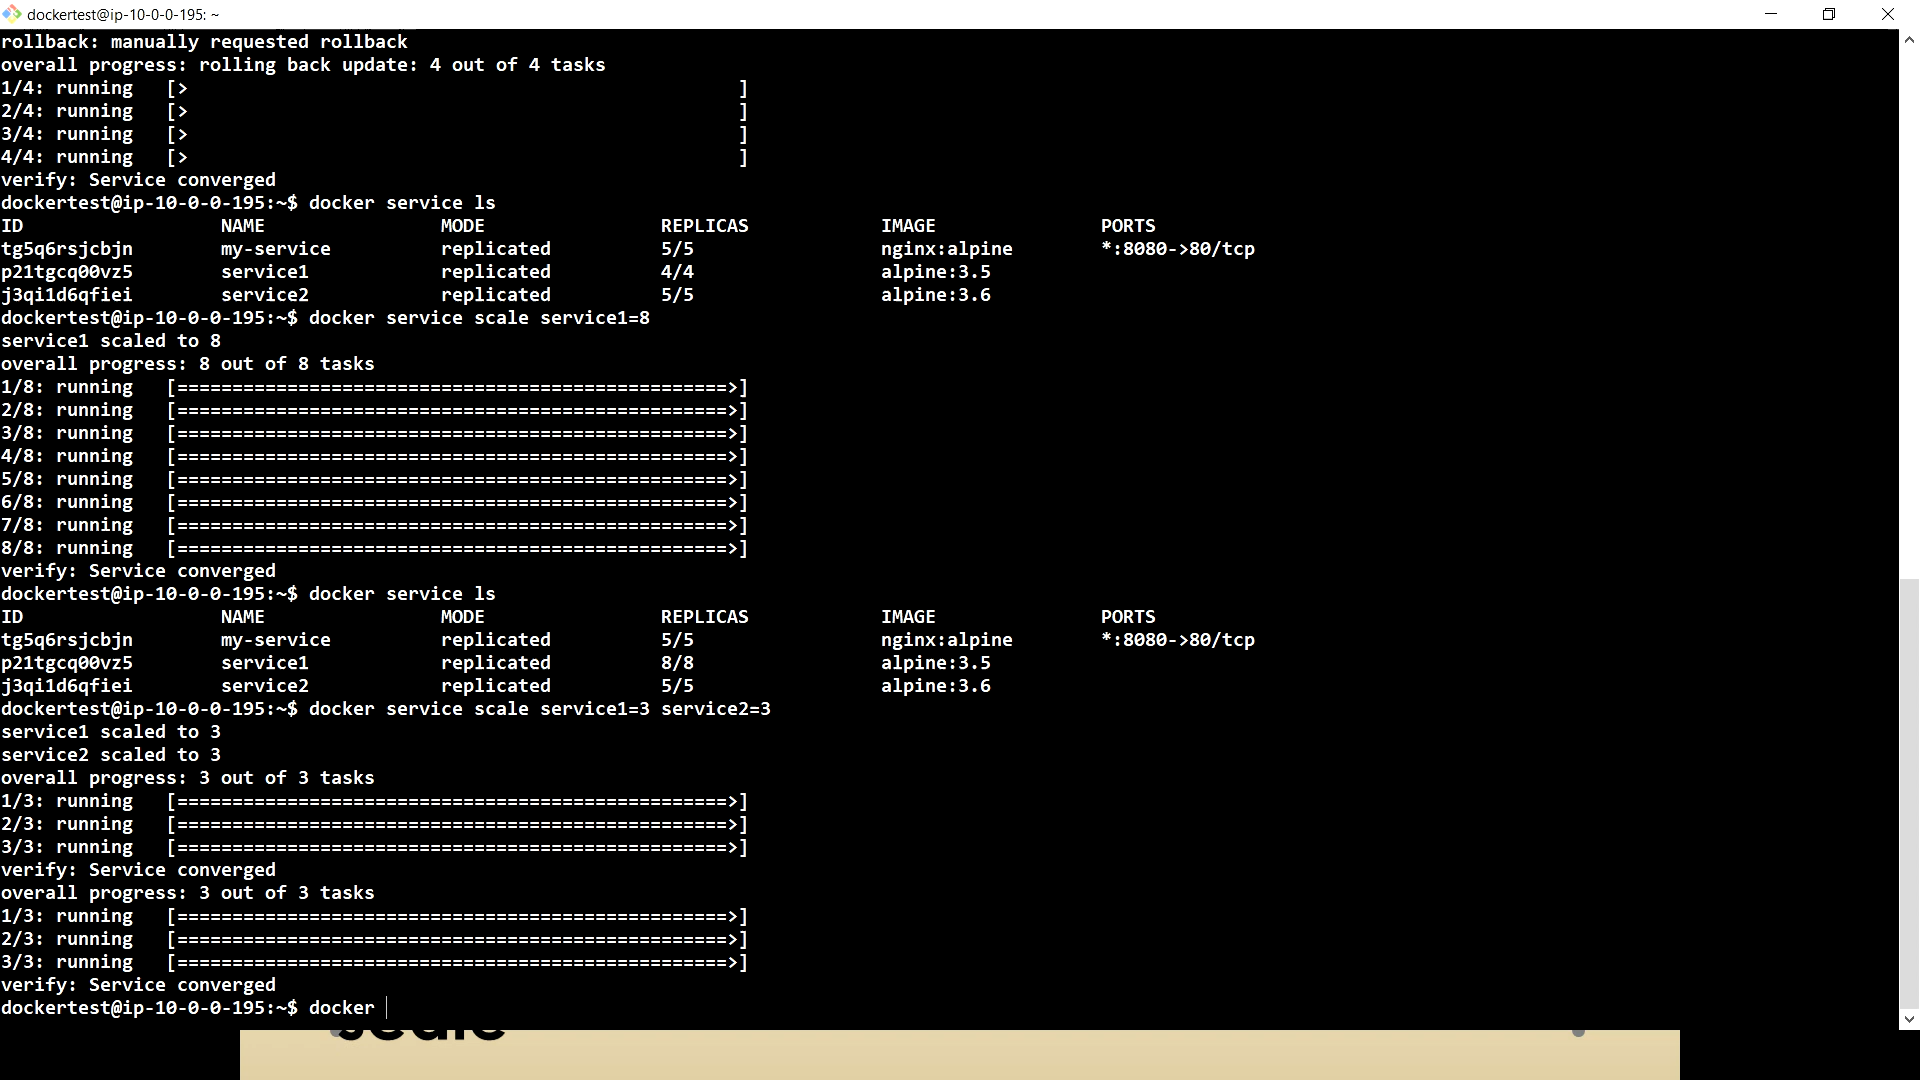 dockertest@ip-10-0-0-195: ~
rollback: manually requested rollback
overall progress: rolling back update: 4 out of 4 tasks
1/4: running   [>                                                  ]
2/4: running   [>                                                  ]
3/4: running   [>                                                  ]
4/4: running   [>                                                  ]
verify: Service converged
dockertest@ip-10-0-0-195:~$ docker service ls
ID                  NAME                MODE                REPLICAS            IMAGE               PORTS
tg5q6rsjcbjn        my-service          replicated          5/5                 nginx:alpine        *:8080->80/tcp
p21tgcq00vz5        service1            replicated          4/4                 alpine:3.5
j3qi1d6qfiei        service2            replicated          5/5                 alpine:3.6
dockertest@ip-10-0-0-195:~$ docker service scale service1=8
service1 scaled to 8
overall progress: 8 out of 8 tasks
1/8: running   [==================================================>]
2/8: running   [==================================================>]
3/8: running   [==================================================>]
4/8: running   [==================================================>]
5/8: running   [==================================================>]
6/8: running   [==================================================>]
7/8: running   [==================================================>]
8/8: running   [==================================================>]
verify: Service converged
dockertest@ip-10-0-0-195:~$ docker service ls
ID                  NAME                MODE                REPLICAS            IMAGE               PORTS
tg5q6rsjcbjn        my-service          replicated          5/5                 nginx:alpine        *:8080->80/tcp
p21tgcq00vz5        service1            replicated          8/8                 alpine:3.5
j3qi1d6qfiei        service2            replicated          5/5                 alpine:3.6
dockertest@ip-10-0-0-195:~$ docker service scale service1=3 service2=3
service1 scaled to 3
service2 scaled to 3
overall progress: 3 out of 3 tasks
1/3: running   [==================================================>]
2/3: running   [==================================================>]
3/3: running   [==================================================>]
verify: Service converged
overall progress: 3 out of 3 tasks
1/3: running   [==================================================>]
2/3: running   [==================================================>]
3/3: running   [==================================================>]
verify: Service converged
dockertest@ip-10-0-0-195:~$ docker